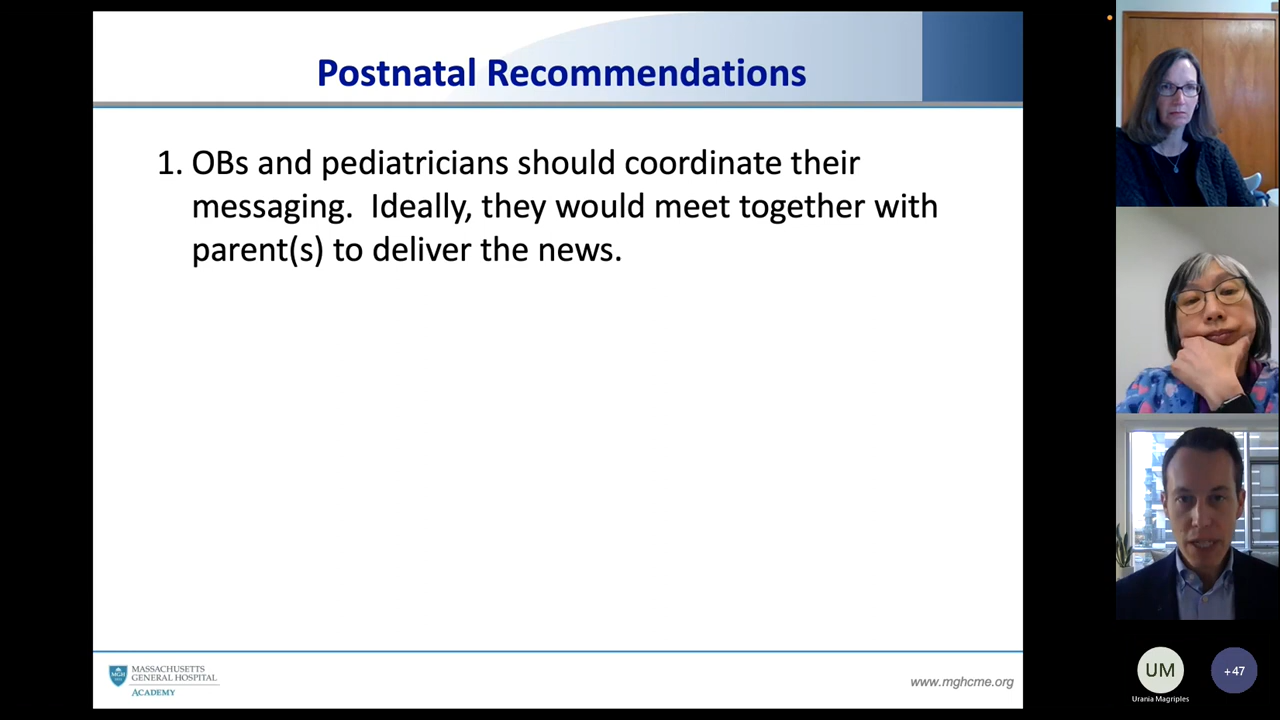 Postnatal Recommendations
1. OBs and pediatricians should coordinate their
messaging.  Ideally, they would meet together with
parent(s) to deliver the news.
MGH
MASSACHUSETTS
GENERAL HOSPITAL
ACADEMY
www.mghcme.org
UM
+47
Urania Magriples